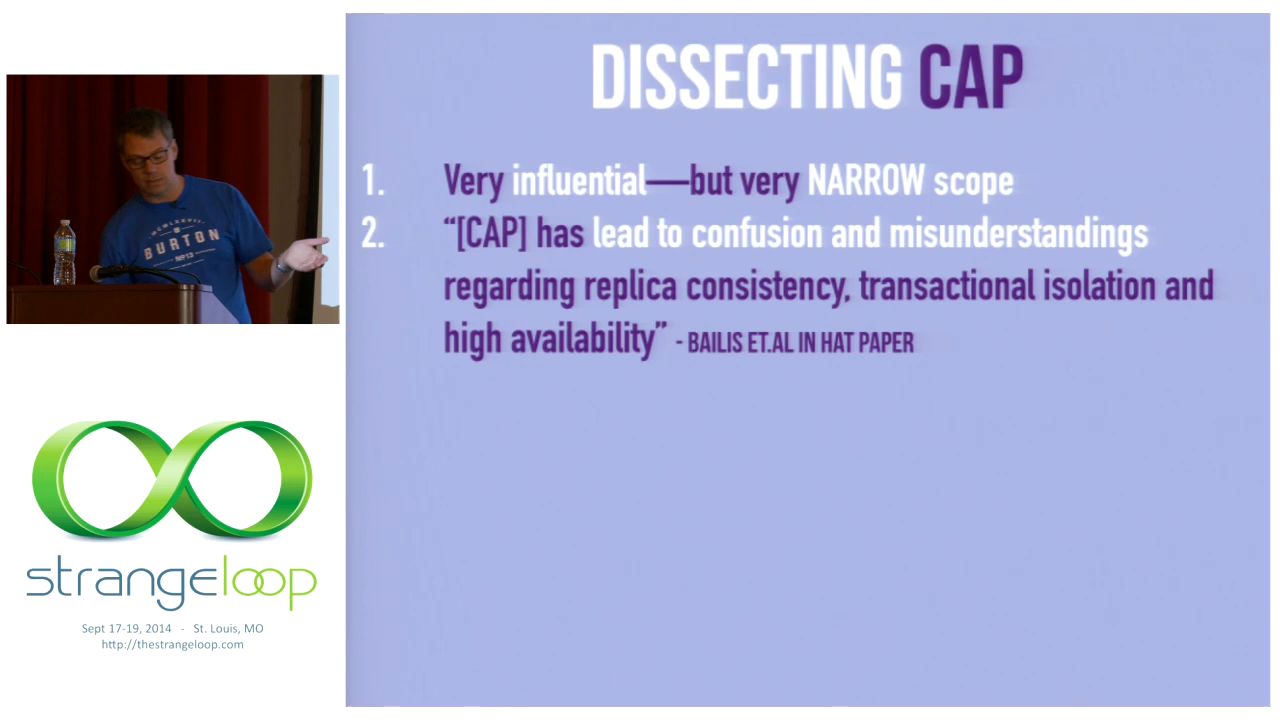 DISSECTING CAP
1. Very influential—but very NARROW scope
2. “[CAP] has lead to confusion and misunderstandings
regarding replica consistency, transactional isolation and
high availability” - BAILIS ET.AL IN HAT PAPER
BURTON
strangeloop
Sept 17-19, 2014 - St. Louis, MO
http://thestrangeloop.com